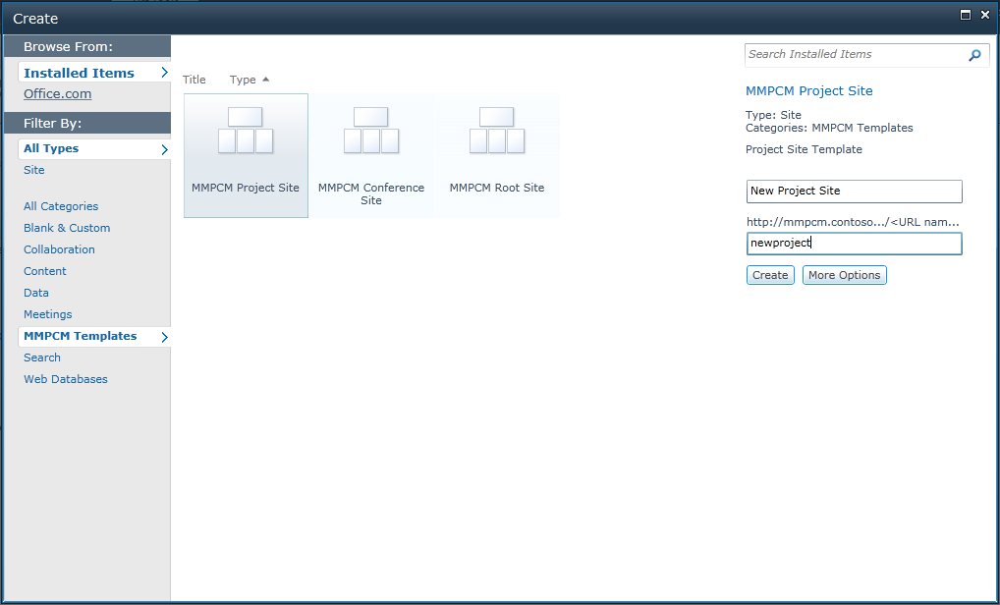 Create
Browse From:
Installed Items
Office.com
Filter By:
All Types
Site
All Categories
Blank & Custom
Collaboration
Content
Data
Meetings
MMPCM Templates
Search
Web Databases
Title Type
MMPCM Project Site
MMPCM Conference
Site
MMPCM Root Site
Search Installed Items
MMPCM Project Site
Type: Site
Categories: MMPCM Templates
Project Site Template
New Project Site
http://mmpcm.contoso.../<URL nam...
newproject
Create More Options